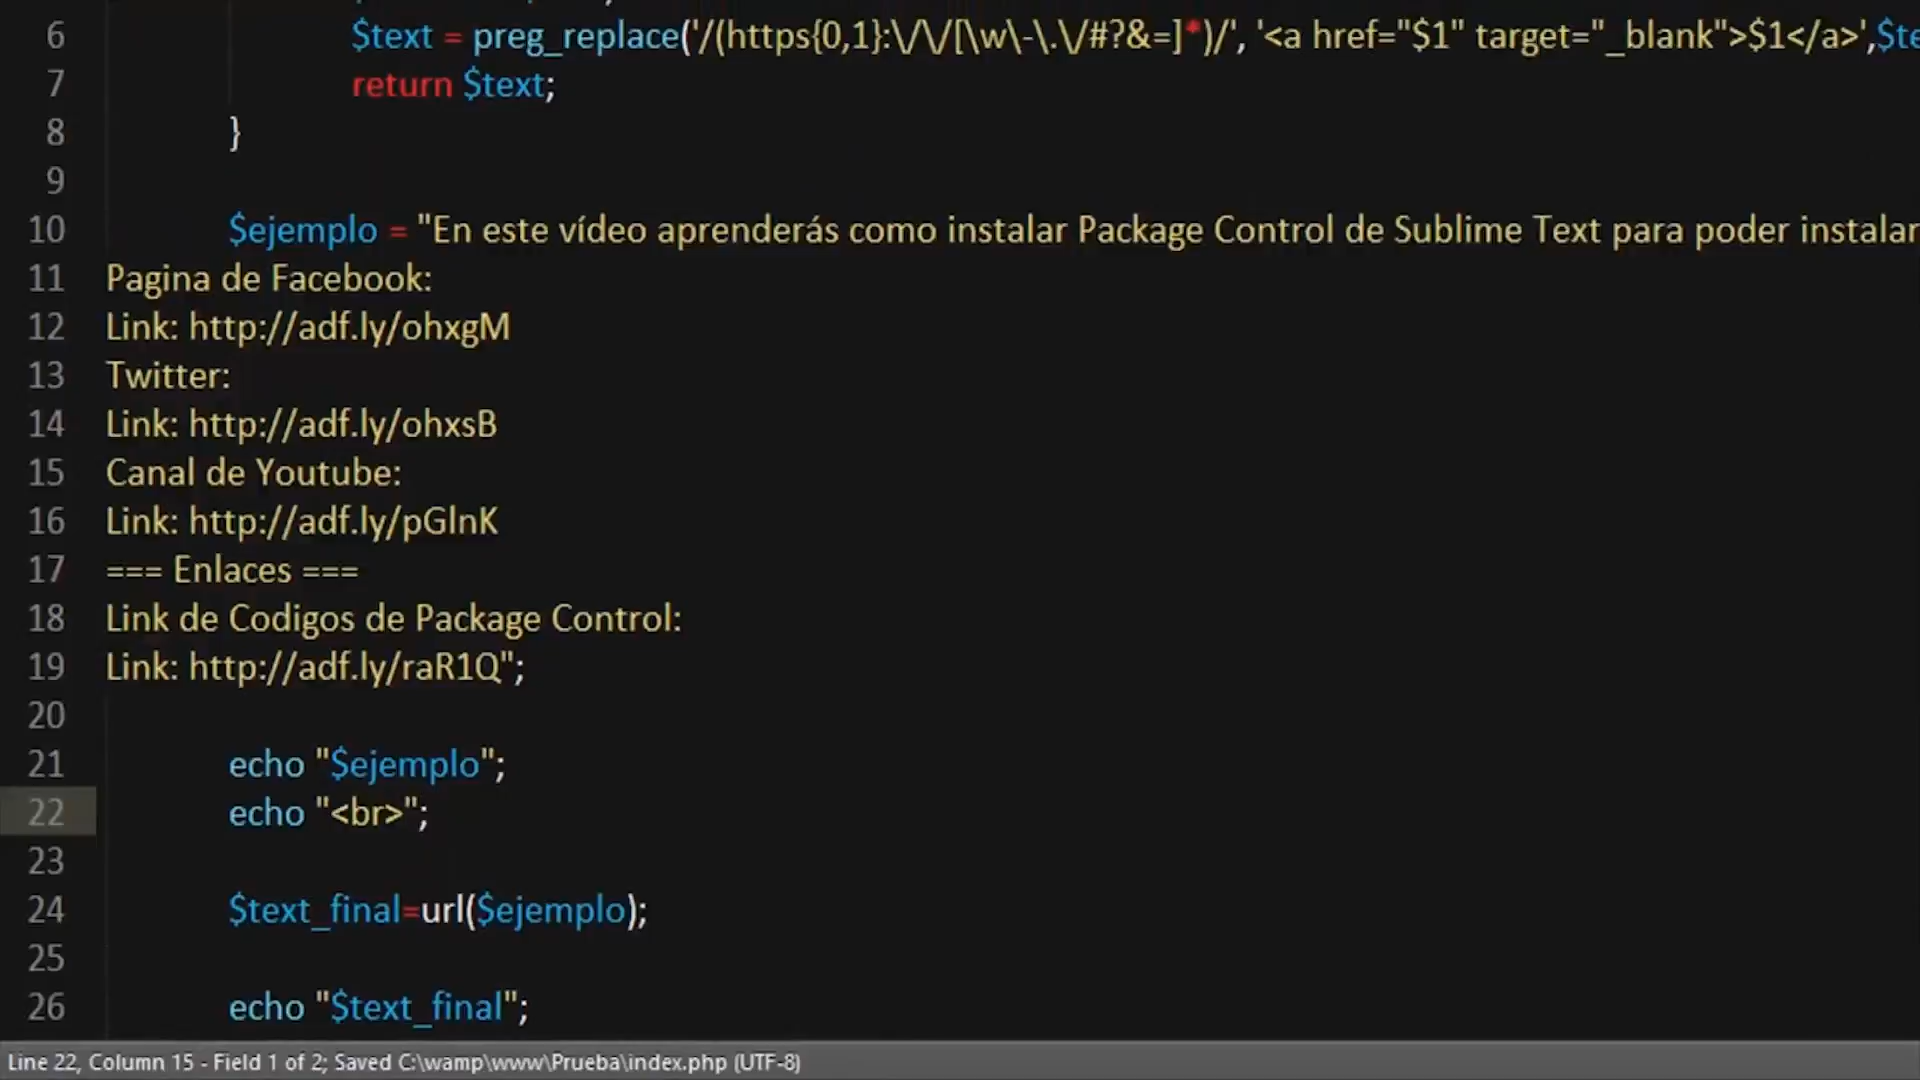 6 $text = preg_replace('/(https{0,1}:\/\/[\w\-\.\/#?&=]*)/', '<a href="$1" target="_blank">$1</a>',$te
7 return $text;
8 }
9
10 $ejemplo = "En este vídeo aprenderás como instalar Package Control de Sublime Text para poder instalar
11 Pagina de Facebook:
12 Link: http://adf.ly/ohxgM
13 Twitter:
14 Link: http://adf.ly/ohxsB
15 Canal de Youtube:
16 Link: http://adf.ly/pGlnK
17 === Enlaces ===
18 Link de Codigos de Package Control:
19 Link: http://adf.ly/raR1Q";
20
21 echo "$ejemplo";
22 echo "<br>";
23
24 $text_final=url($ejemplo);
25
26 echo "$text_final";
Line 22, Column 15 - Field 1 of 2; Saved C:\wamp\www\Prueba\index.php (UTF-8)